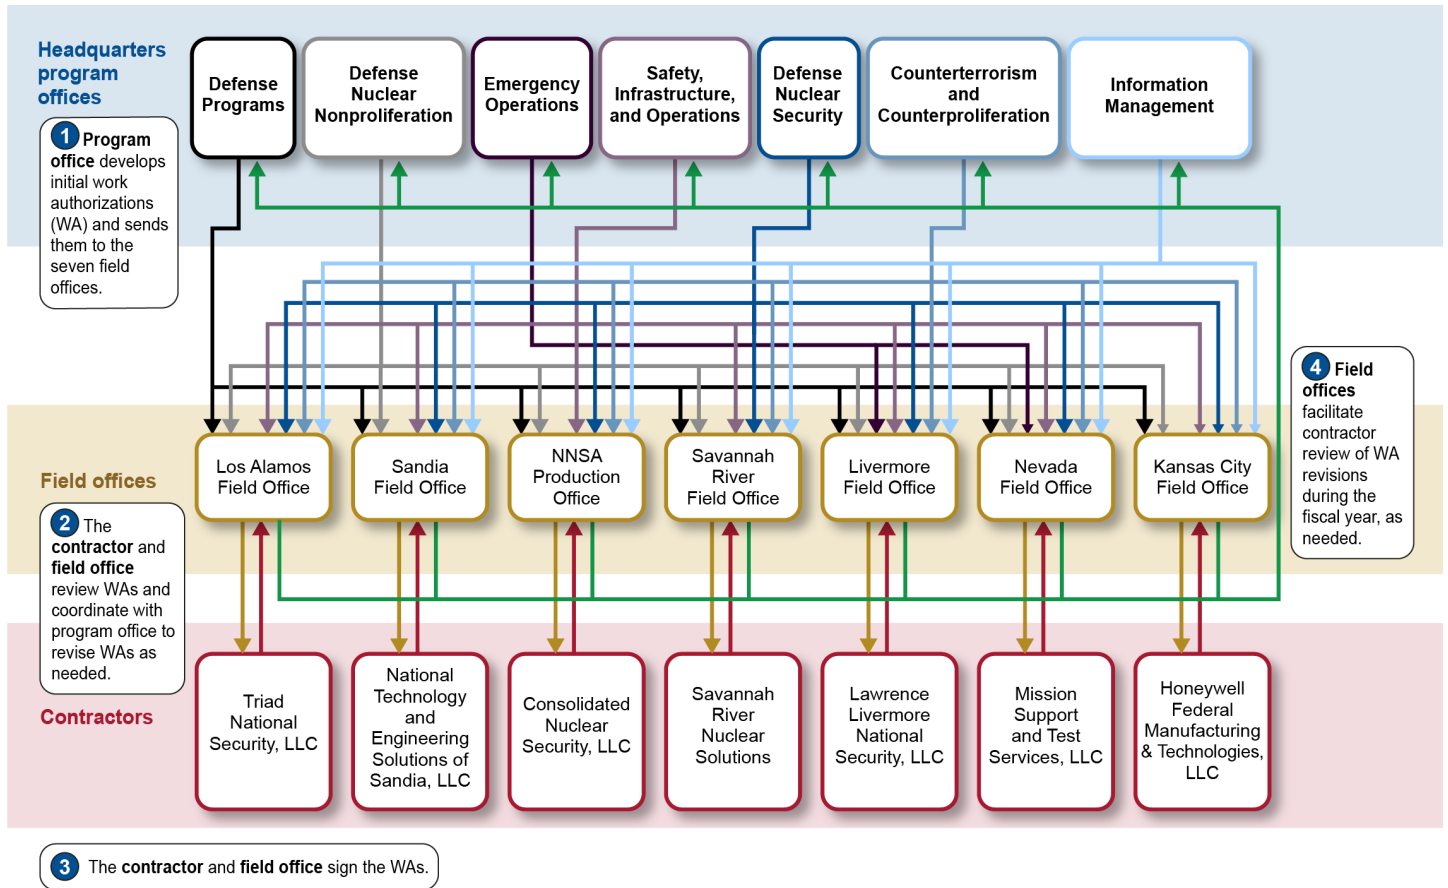 Headquarters
program
offices
1 Program
office develops
initial work
authorizations
(WA) and sends
them to the
seven field
offices.
Defense
Programs
Defense
Nuclear
Nonproliferation
Emergency
Operations
Safety,
Infrastructure,
and Operations
Defense
Nuclear
Security
Counterterrorism
and
Counterproliferation
Information
Management
4 Field
offices
facilitate
contractor
review of WA
revisions
during the
fiscal year, as
needed.
Field offices
Los Alamos
Field Office
Sandia
Field Office
NNSA
Production
Office
Savannah
River
Field Office
Livermore
Field Office
Nevada
Field Office
Kansas City
Field Office
2 The
contractor and
field office
review WAs and
coordinate with
program office to
revise WAs as
needed.
Contractors
Triad
National
Security, LLC
National
Technology
and
Engineering
Solutions of
Sandia, LLC
Consolidated
Nuclear
Security, LLC
Savannah
River
Nuclear
Solutions
Lawrence
Livermore
National
Security, LLC
Mission
Support
and Test
Services, LLC
Honeywell
Federal
Manufacturing
& Technologies,
LLC
3 The contractor and field office sign the WAs.